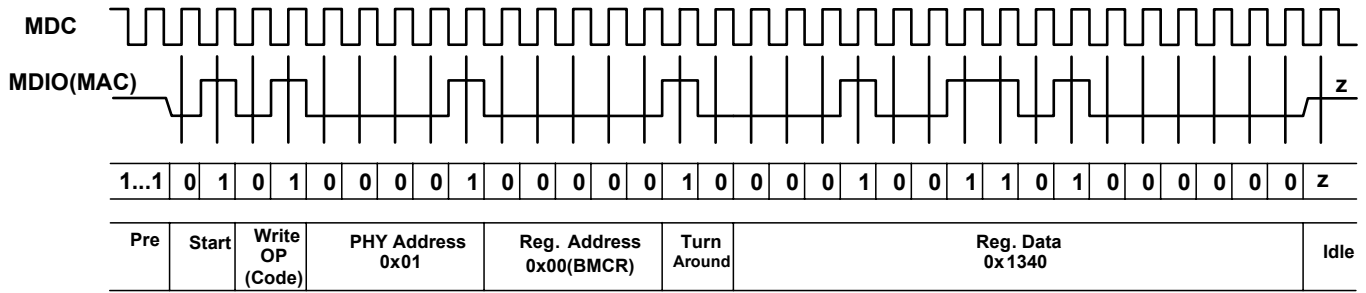 MDC
MDIO(MAC)
z
1...1 0 1 0 1 0 0 0 0 1 0 0 0 0 0 1 0 0 0 0 1 0 0 1 1 0 1 0 0 0 0 0 0 z
Pre Start Write OP (Code) PHY Address 0x01 Reg. Address 0x00(BMCR) Turn Around Reg. Data 0x1340 Idle